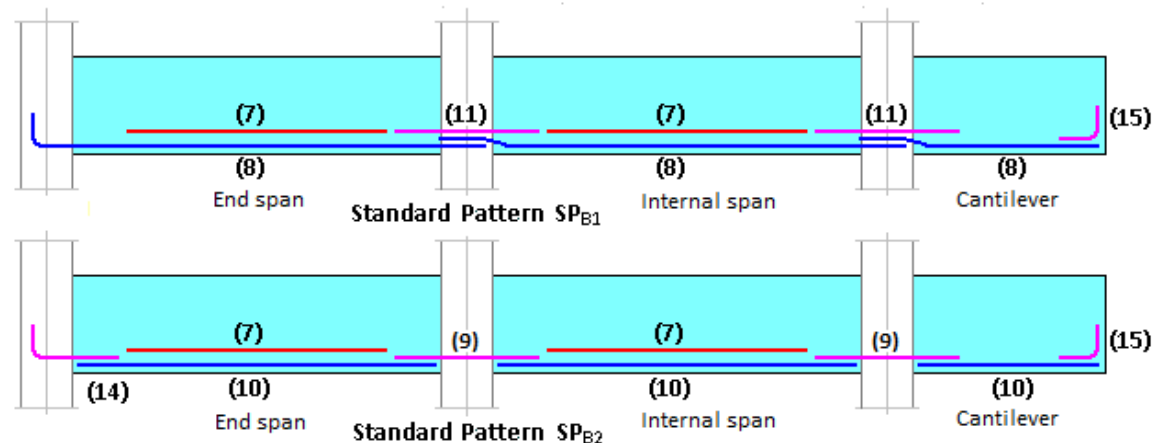 (7) (11) (7) (11) (15)
(8) (8) (8)
End span Internal span Cantilever
Standard Pattern SPB1
(7) (9) (7) (9) (15)
(14) (10) (10) (10)
End span Internal span Cantilever
Standard Pattern SPB2